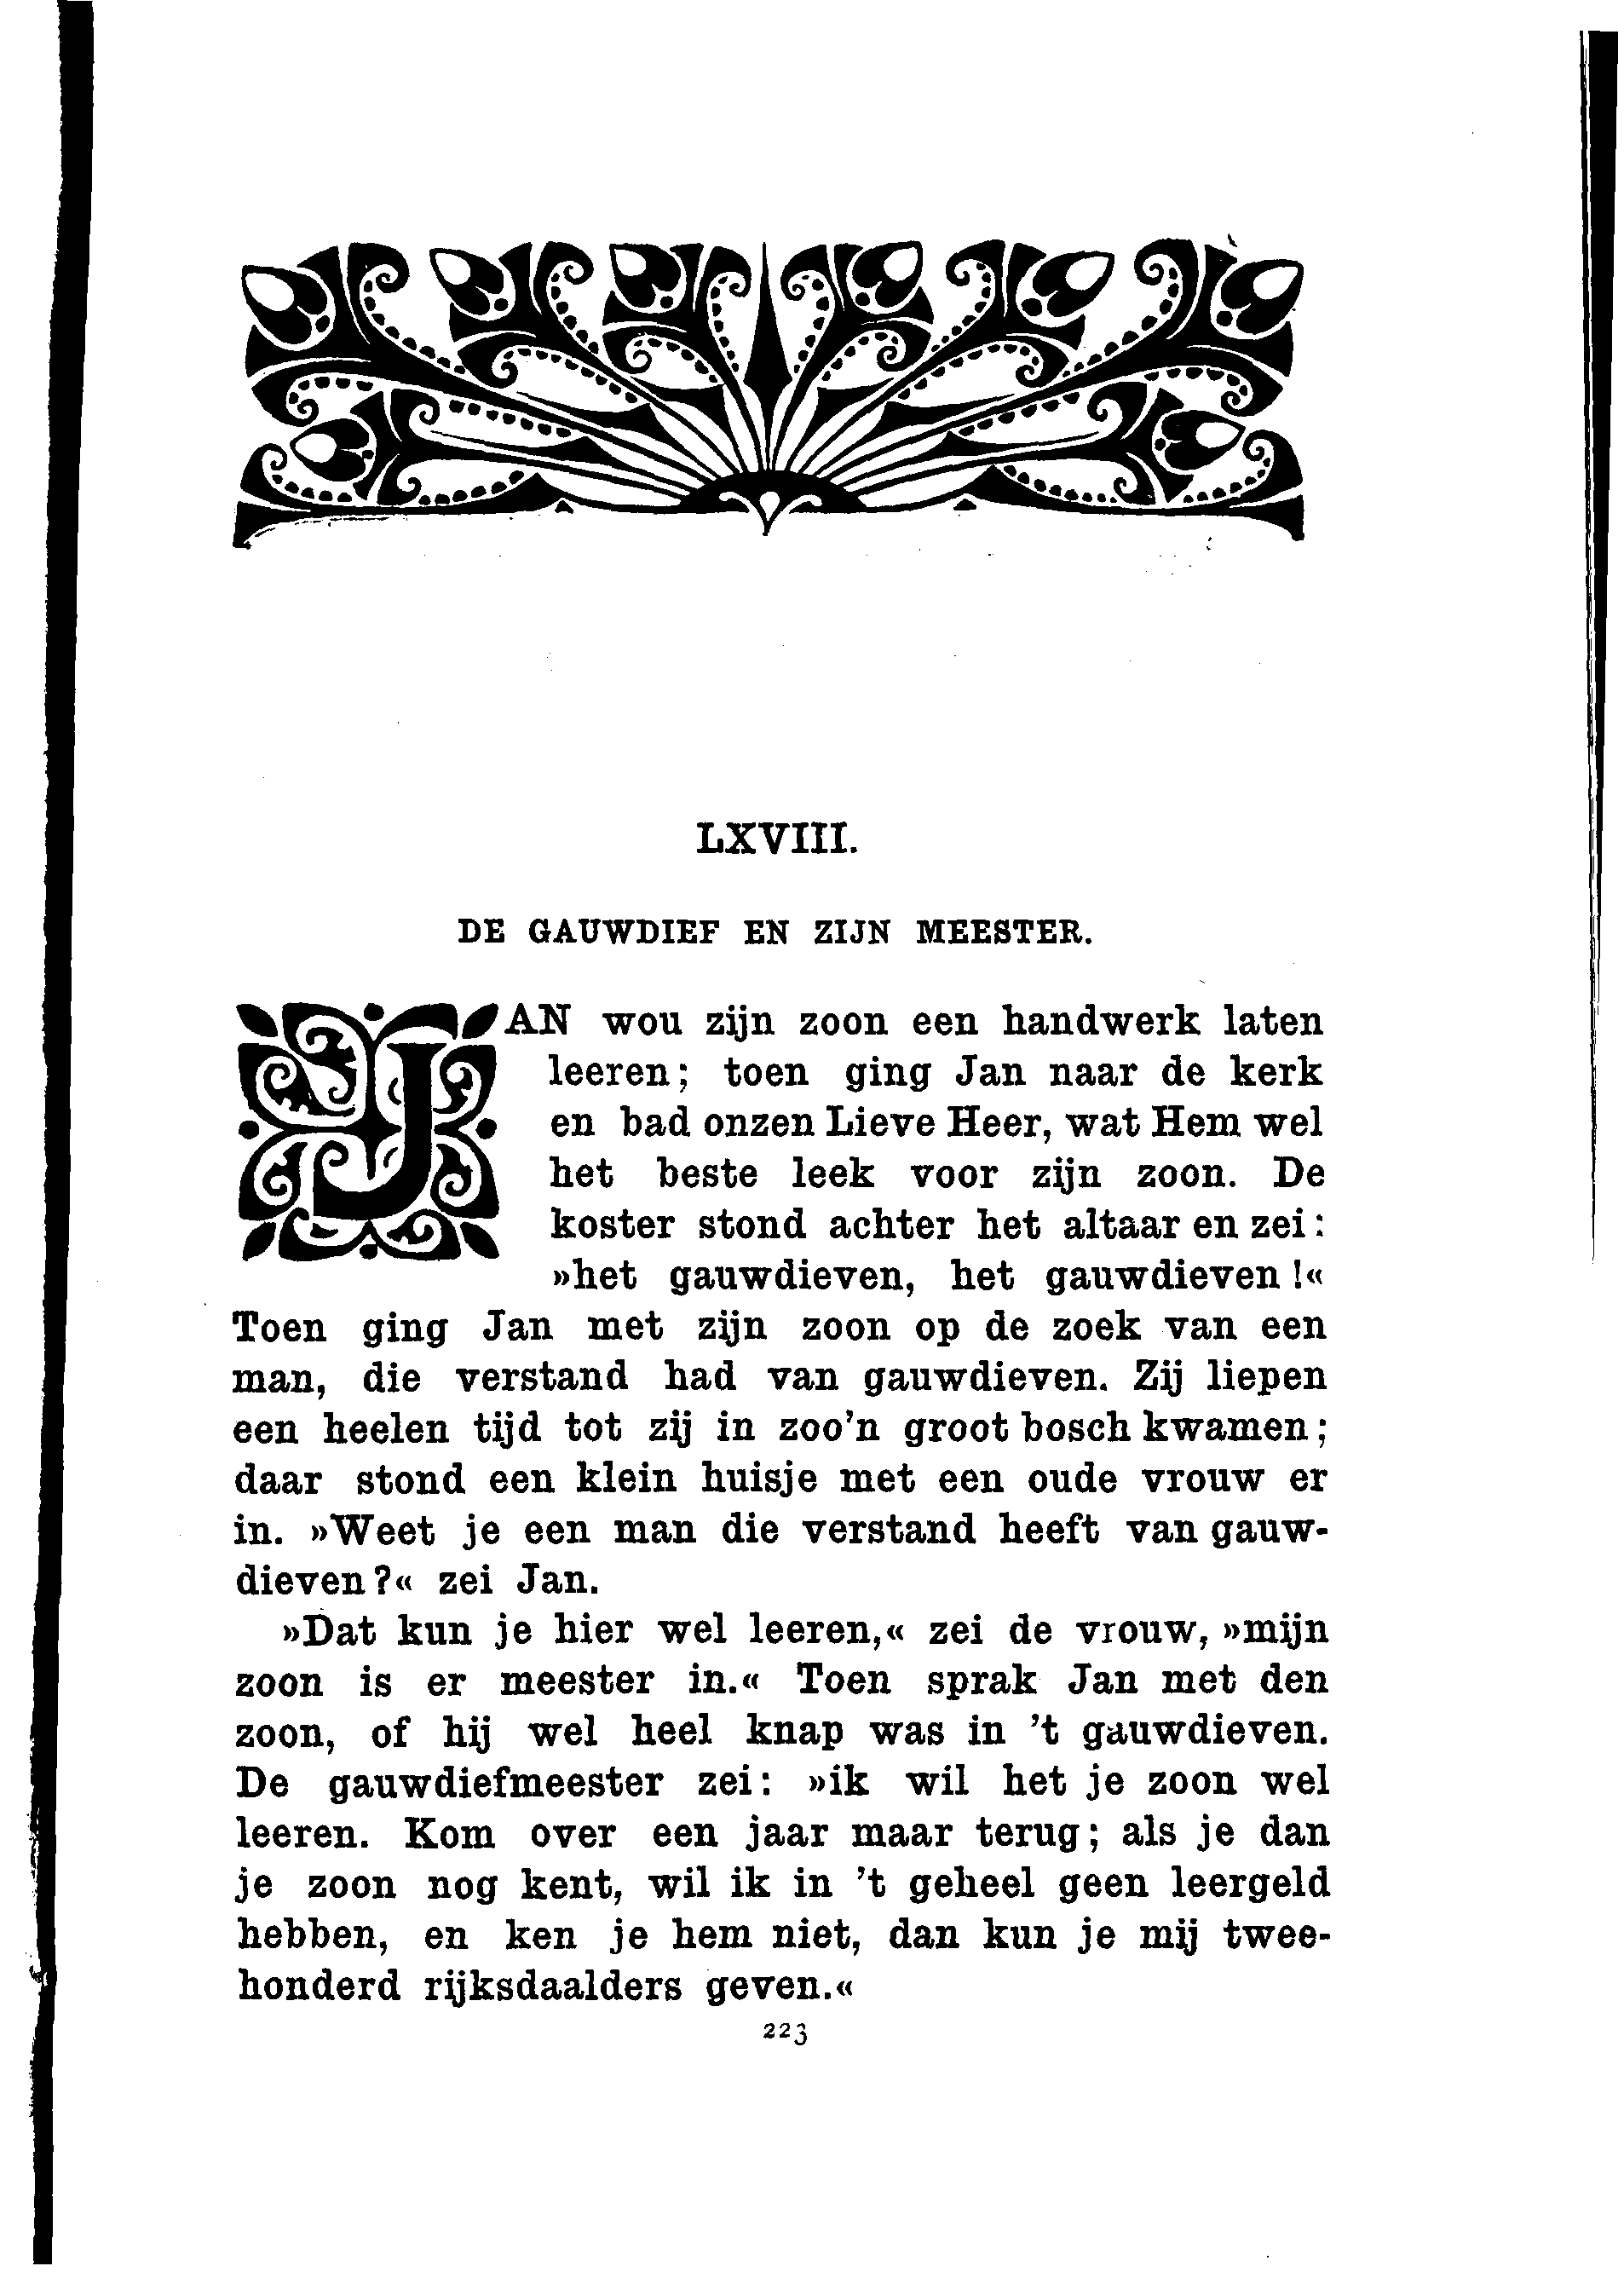 LXVIII.
DE GAUWDIEF EN ZIJN MEESTER.
JAN wou zijn zoon een handwerk laten
leeren; toen ging Jan naar de kerk
en bad onzen Lieve Heer, wat Hem wel
het beste leek voor zijn zoon. De
koster stond achter het altaar en zei:
»het gauwdieven, het gauwdieven!«
Toen ging Jan met zijn zoon op de zoek van een
man, die verstand had van gauwdieven. Zij liepen
een heelen tijd tot zij in zoo'n groot bosch kwamen;
daar stond een klein huisje met een oude vrouw er
in. »Weet je een man die verstand heeft van gauw-
dieven?« zei Jan.
»Dat kun je hier wel leeren,« zei de vrouw, »mijn
zoon is er meester in.« Toen sprak Jan met den
zoon, of hij wel heel knap was in 't gauwdieven.
De gauwdiefmeester zei: »ik wil het je zoon wel
leeren. Kom over een jaar maar terug; als je dan
je zoon nog kent, wil ik in 't geheel geen leergeld
hebben, en ken je hem niet, dan kun je mij twee-
honderd rijksdaalders geven.«
223